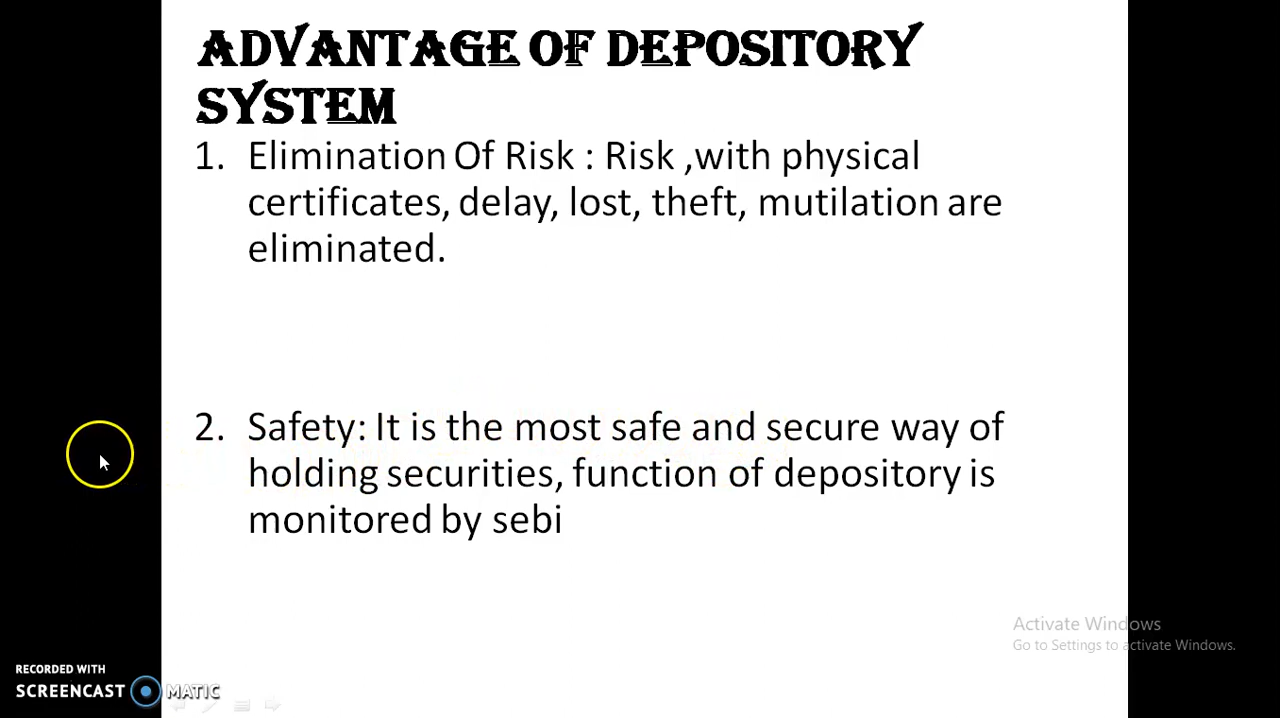 ADVANTAGE OF DEPOSITORY
SYSTEM
1. Elimination Of Risk : Risk ,with physical
certificates, delay, lost, theft, mutilation are
eliminated.
2. Safety: It is the most safe and secure way of
holding securities, function of depository is
monitored by sebi
Activate Windows
Go to Settings to activate Windows.
RECORDED WITH
SCREENCAST MATIC